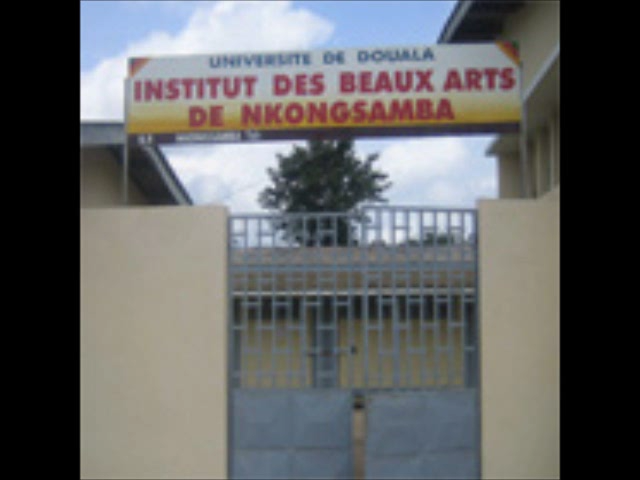 UNIVERSITE DE DOUALA
INSTITUT DES BEAUX ARTS
DE NKONGSAMBA